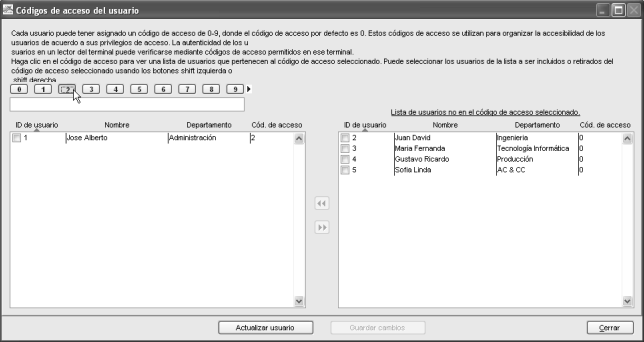 Códigos de acceso del usuario
Cada usuario puede tener asignado un código de acceso de 0-9, donde el código de acceso por defecto es 0. Estos códigos de acceso se utilizan para organizar la accesibilidad de los
usuarios de acuerdo a sus privilegios de acceso. La autenticidad de los u
suarios en un lector del terminal puede verificarse mediante códigos de acceso permitidos en ese terminal.
Haga clic en el código de acceso para ver una lista de usuarios que pertenecen al código de acceso seleccionado. Puede seleccionar los usuarios de la lista a ser incluidos o retirados del
código de acceso seleccionado usando los botones shift izquierda o
shift derecha
0 1 2 3 4 5 6 7 8 9
Lista de usuarios no en el código de acceso seleccionado.
ID de usuario Nombre Departamento Cód. de acceso
1 Jose Alberto Administración 2
ID de usuario Nombre Departamento Cód. de acceso
2 Juan David Ingenieria 0
3 Maria Fernanda Tecnología Informática 0
4 Gustavo Ricardo Producción 0
5 Sofia Linda AC & CC 0
Actualizar usuario Guardar cambios Cerrar